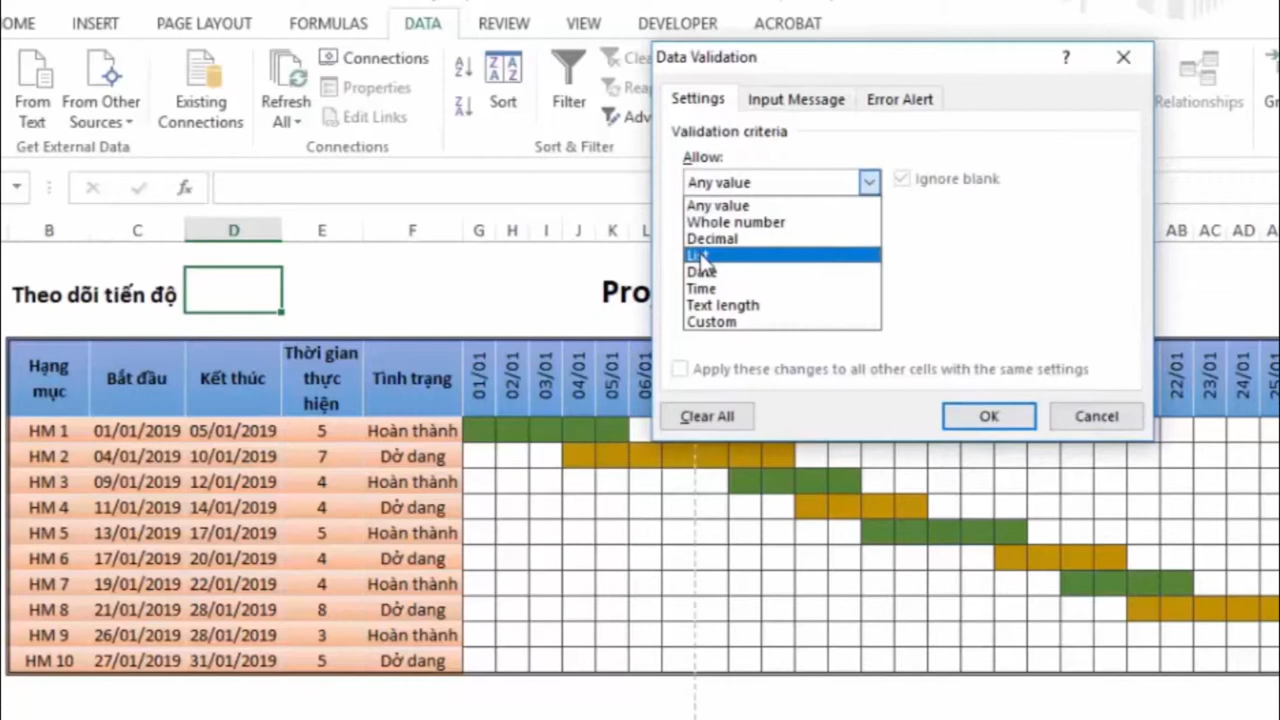 OME INSERT PAGE LAYOUT FORMULAS DATA REVIEW VIEW DEVELOPER ACROBAT
From Text
From Other Sources
Get External Data
Existing Connections
Refresh All
Connections
Properties
Edit Links
Connections
Sort
Filter
Clea
Reap
Adv
Sort & Filter
Relationships
Gr
Data Validation ?
Settings Input Message Error Alert
Validation criteria
Allow:
Any value
Ignore blank
Any value
Whole number
Decimal
List
Date
Time
Text length
Custom
Apply these changes to all other cells with the same settings
Clear All OK Cancel
fx
B C D E F G H I J K L AB AC AD A
Theo dõi tiến độ Pro
Hạng mục Bắt đầu Kết thúc Thời gian thực hiện Tình trạng 01/01 02/01 03/01 04/01 05/01 06/01 22/01 23/01 24/01 25/01
HM 1 01/01/2019 05/01/2019 5 Hoàn thành
HM 2 04/01/2019 10/01/2019 7 Dở dang
HM 3 09/01/2019 12/01/2019 4 Hoàn thành
HM 4 11/01/2019 14/01/2019 4 Dở dang
HM 5 13/01/2019 17/01/2019 5 Hoàn thành
HM 6 17/01/2019 20/01/2019 4 Dở dang
HM 7 19/01/2019 22/01/2019 4 Hoàn thành
HM 8 21/01/2019 28/01/2019 8 Dở dang
HM 9 26/01/2019 28/01/2019 3 Hoàn thành
HM 10 27/01/2019 31/01/2019 5 Dở dang